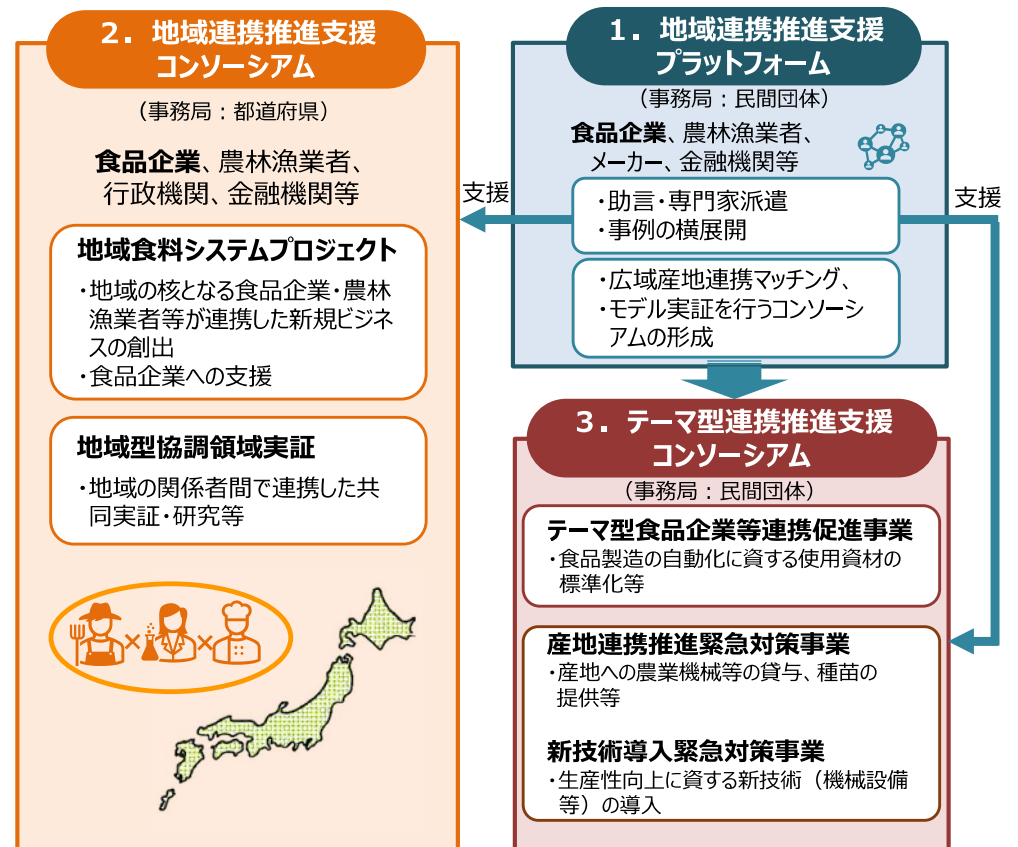 2．地域連携推進支援
コンソーシアム
（事務局：都道府県）
食品企業、農林漁業者、
行政機関、金融機関等
地域食料システムプロジェクト
・地域の核となる食品企業・農林
漁業者等が連携した新規ビジネ
スの創出
・食品企業への支援
地域型協調領域実証
・地域の関係者間で連携した共
同実証・研究等
支援
1．地域連携推進支援
プラットフォーム
（事務局：民間団体）
食品企業、農林漁業者、
メーカー、金融機関等
・助言・専門家派遣
・事例の横展開
・広域産地連携マッチング、
・モデル実証を行うコンソーシ
アムの形成
支援
3．テーマ型連携推進支援
コンソーシアム
（事務局：民間団体）
テーマ型食品企業等連携促進事業
・食品製造の自動化に資する使用資材の
標準化等
産地連携推進緊急対策事業
・産地への農業機械等の貸与、種苗の
提供等
新技術導入緊急対策事業
・生産性向上に資する新技術（機械設備
等）の導入